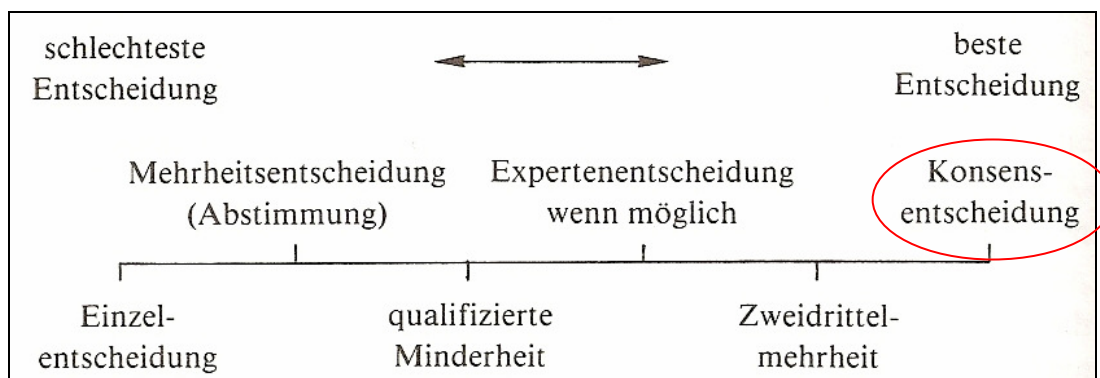 schlechteste
Entscheidung
beste
Entscheidung
Mehrheitsentscheidung
(Abstimmung)
Expertenentscheidung
wenn möglich
Konsens-
entscheidung
Einzel-
entscheidung
qualifizierte
Minderheit
Zweidrittel-
mehrheit